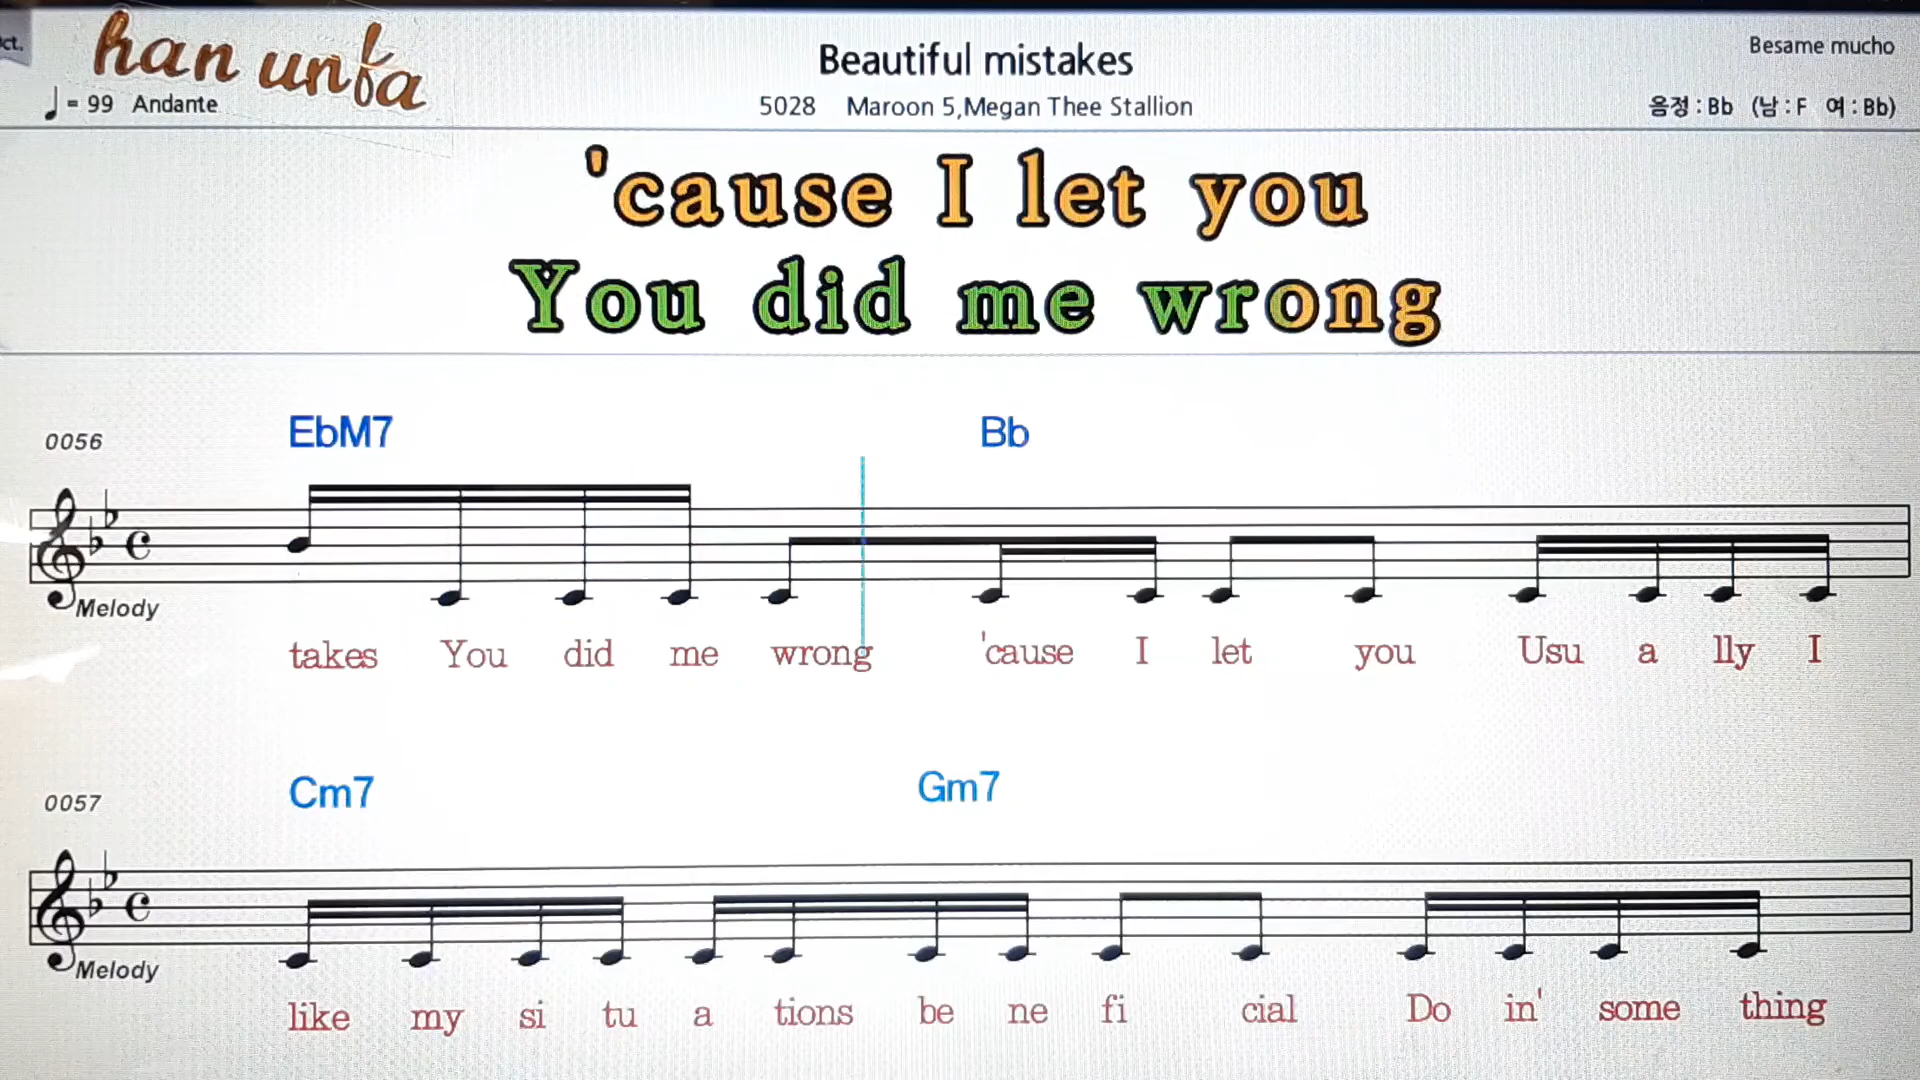 ct.
han unfa
Beautiful mistakes
Besame mucho
♩ = 99 Andante
5028 Maroon 5,Megan Thee Stallion
음정 : Bb (남 : F 여 : Bb)
'cause I let you
You did me wrong
0056 EbM7 Bb
Melody
takes You did me wrong 'cause I let you Usu a lly I
0057 Cm7 Gm7
Melody
like my si tu a tions be ne fi cial Do in' some thing